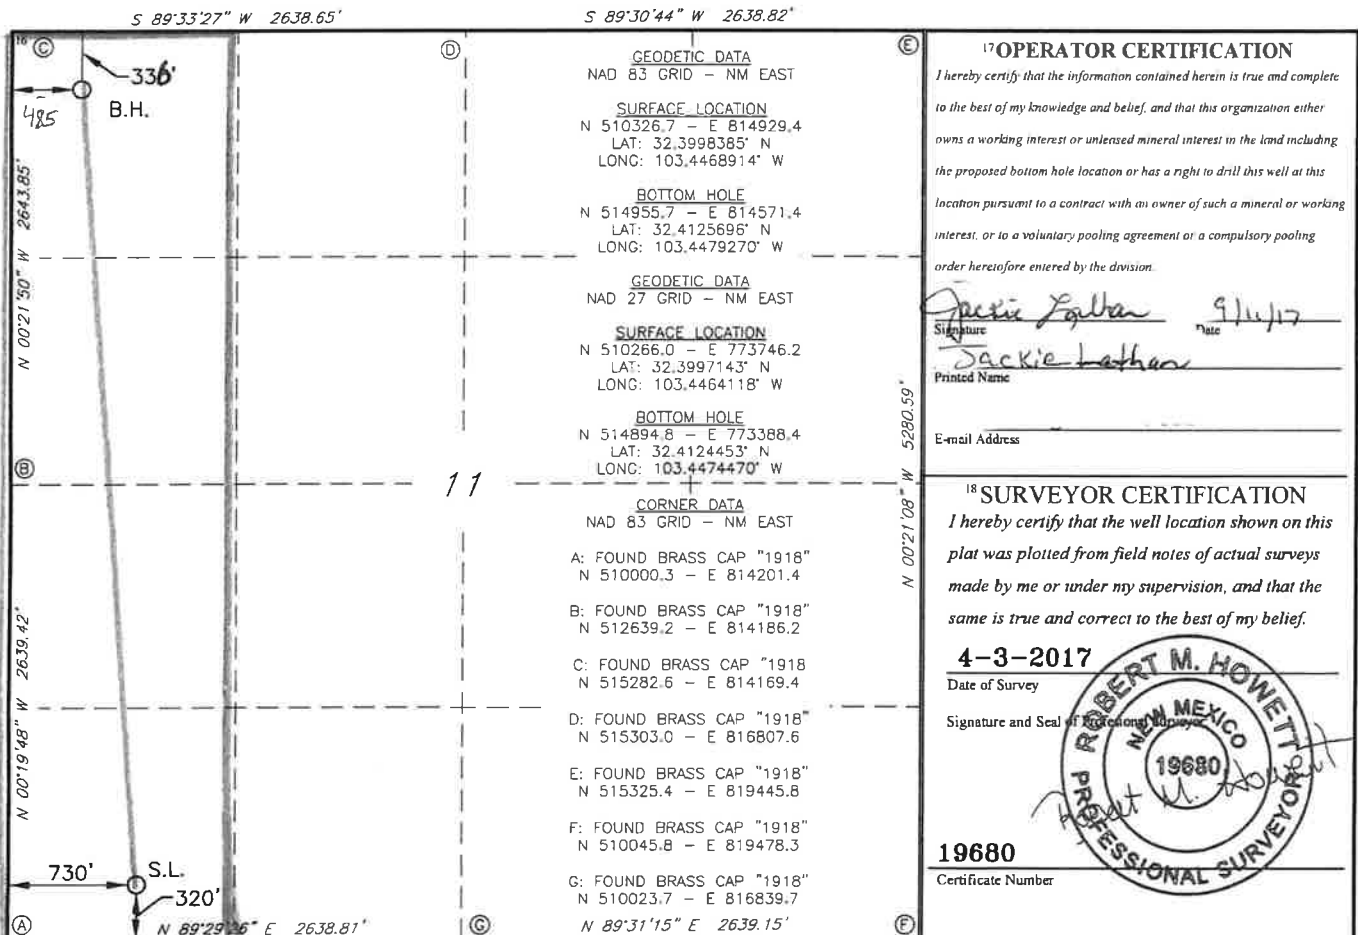 S 89°33'27" W 2638.65'
S 89°30'44" W 2638.82'
16
C
D
E
336'
485
B.H.
N 00°21'50" W 2643.85'
B
N 00°19'48" W 2639.42'
730'
S.L.
320'
A
N 89°29'26" E 2638.81'
G
N 89°31'15" E 2639.15'
F
11
N 00°21'08" W 5280.59'
GEODETIC DATA
NAD 83 GRID - NM EAST
SURFACE LOCATION
N 510326.7 - E 814929.4
LAT: 32.3998385° N
LONG: 103.4468914° W
BOTTOM HOLE
N 514955.7 - E 814571.4
LAT: 32.4125696° N
LONG: 103.4479270° W
GEODETIC DATA
NAD 27 GRID - NM EAST
SURFACE LOCATION
N 510266.0 - E 773746.2
LAT: 32.3997143° N
LONG: 103.4464118° W
BOTTOM HOLE
N 514894.8 - E 773388.4
LAT: 32.4124453° N
LONG: 103.4474470° W
CORNER DATA
NAD 83 GRID - NM EAST
A: FOUND BRASS CAP "1918"
N 510000.3 - E 814201.4
B: FOUND BRASS CAP "1918"
N 512639.2 - E 814186.2
C: FOUND BRASS CAP "1918
N 515282.6 - E 814169.4
D: FOUND BRASS CAP "1918"
N 515303.0 - E 816807.6
E: FOUND BRASS CAP "1918"
N 515325.4 - E 819445.8
F: FOUND BRASS CAP "1918"
N 510045.8 - E 819478.3
G: FOUND BRASS CAP "1918"
N 510023.7 - E 816839.7
17 OPERATOR CERTIFICATION
I hereby certify that the information contained herein is true and complete
to the best of my knowledge and belief, and that this organization either
owns a working interest or unleased mineral interest in the land including
the proposed bottom hole location or has a right to drill this well at this
location pursuant to a contract with an owner of such a mineral or working
interest, or to a voluntary pooling agreement or a compulsory pooling
order heretofore entered by the division.
Jackie Lathan 9/11/17
Signature Date
Jackie Lathan
Printed Name
E-mail Address
18 SURVEYOR CERTIFICATION
I hereby certify that the well location shown on this
plat was plotted from field notes of actual surveys
made by me or under my supervision, and that the
same is true and correct to the best of my belief.
4-3-2017
Date of Survey
Signature and Seal of Professional Surveyor
ROBERT M. HOWETT
NEW MEXICO
19680
PROFESSIONAL SURVEYOR
Robert M. Howett
19680
Certificate Number